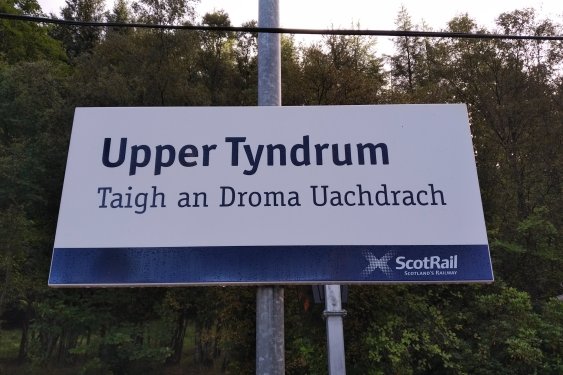 Upper Tyndrum
Taigh an Droma Uachdrach
ScotRail
SCOTLAND'S RAILWAY